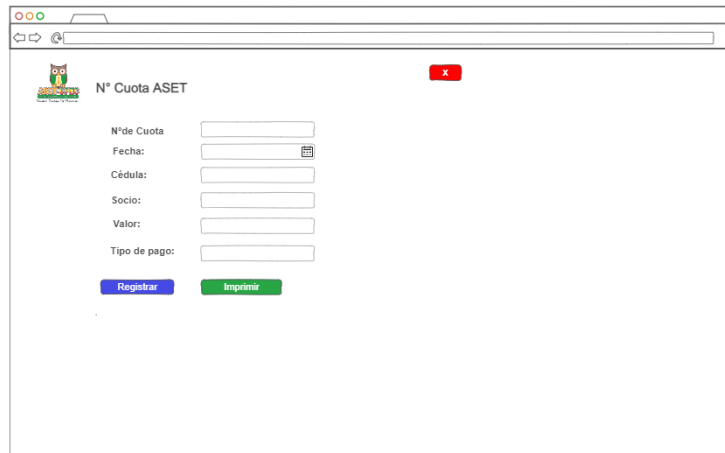 X
N° Cuota ASET
N°de Cuota
Fecha:
Cédula:
Socio:
Valor:
Tipo de pago:
Registrar Imprimir